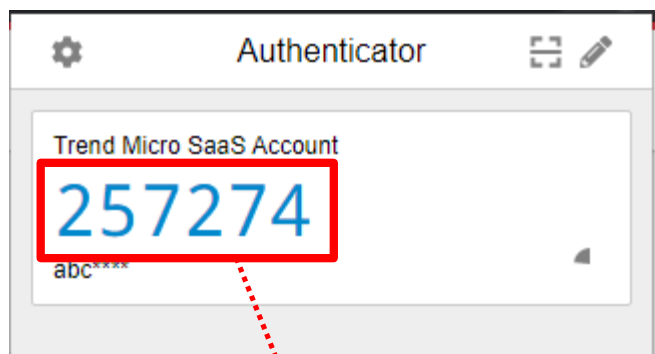 Authenticator
Trend Micro SaaS Account
257274
abc****